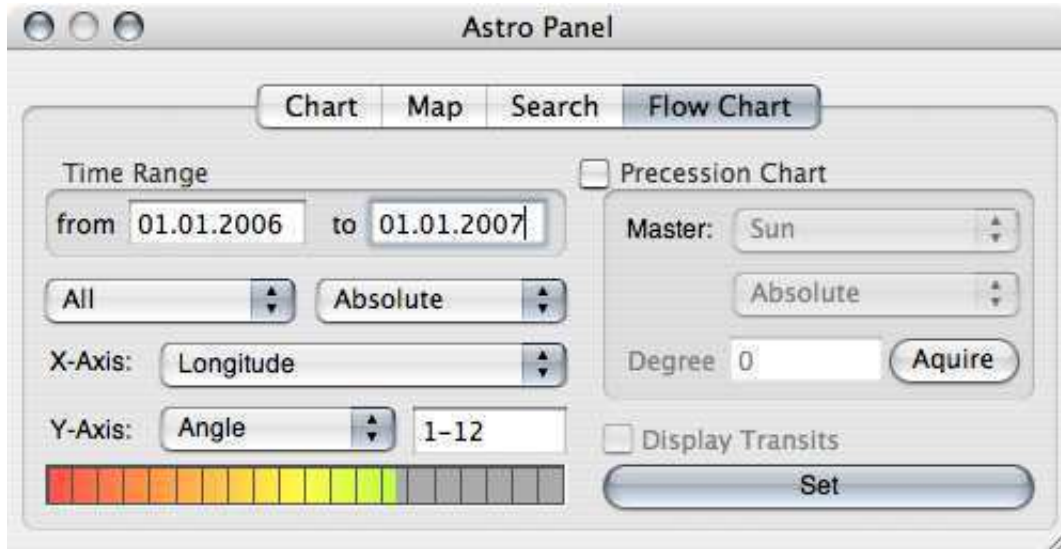 Astro Panel
Chart Map Search Flow Chart
Time Range
from 01.01.2006 to 01.01.2007
All Absolute
X-Axis: Longitude
Y-Axis: Angle 1-12
Precession Chart
Master: Sun
Absolute
Degree 0 Aquire
Display Transits
Set